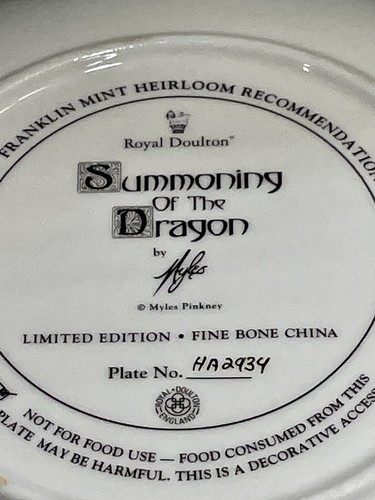 FRANKLIN MINT HEIRLOOM RECOMMENDATION
Royal Doulton®
Summoning
Of The
Dragon
by
Myles
© Myles Pinkney
LIMITED EDITION • FINE BONE CHINA
Plate No. HA2934
ROYAL DOULTON
ENGLAND
NOT FOR FOOD USE — FOOD CONSUMED FROM THIS
PLATE MAY BE HARMFUL. THIS IS A DECORATIVE ACCESS